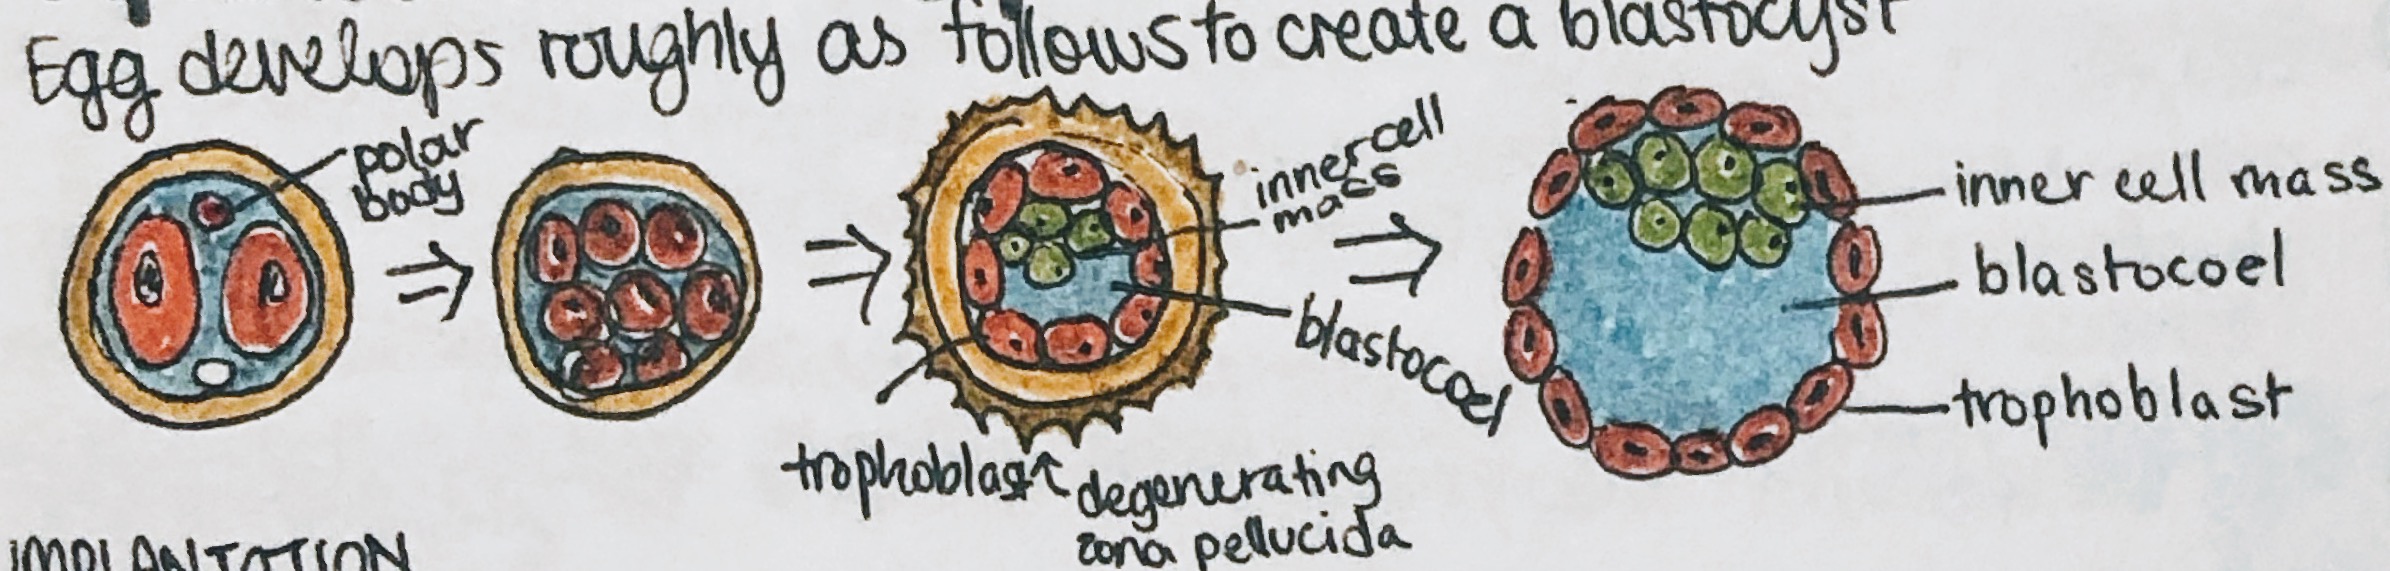 Egg develops roughly as follows to create a blastocyst
polar
body
inner cell
mass
blastocoel
trophoblast
degenerating
zona pellucida
inner cell mass
blastocoel
trophoblast
IMPLANTATION